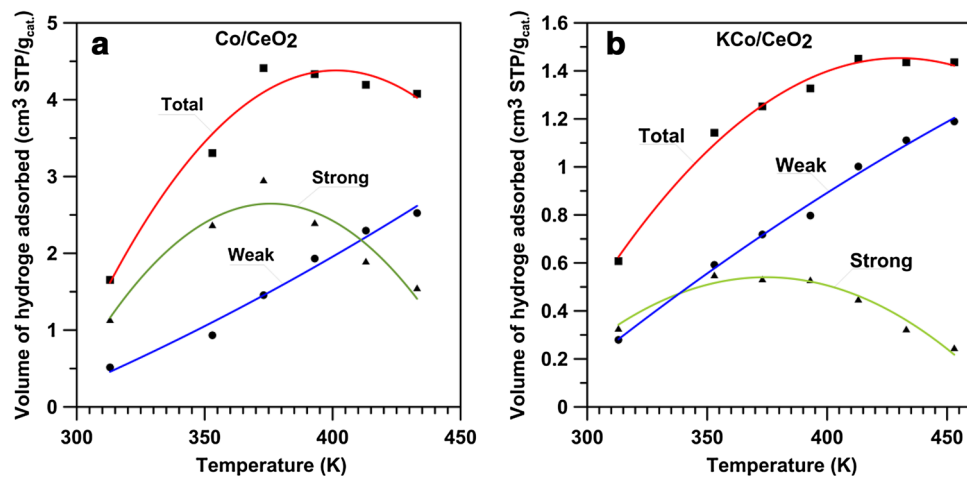 a
Co/CeO2
Volume of hydroge adsorbed (cm3 STP/gcat.)
5
4
3
2
1
0
Total
Strong
Weak
300
350
400
450
Temperature (K)
b
KCo/CeO2
Volume of hydroge adsorbed (cm3 STP/gcat.)
1.6
1.4
1.2
1
0.8
0.6
0.4
0.2
0
Total
Weak
Strong
300
350
400
450
Temperature (K)